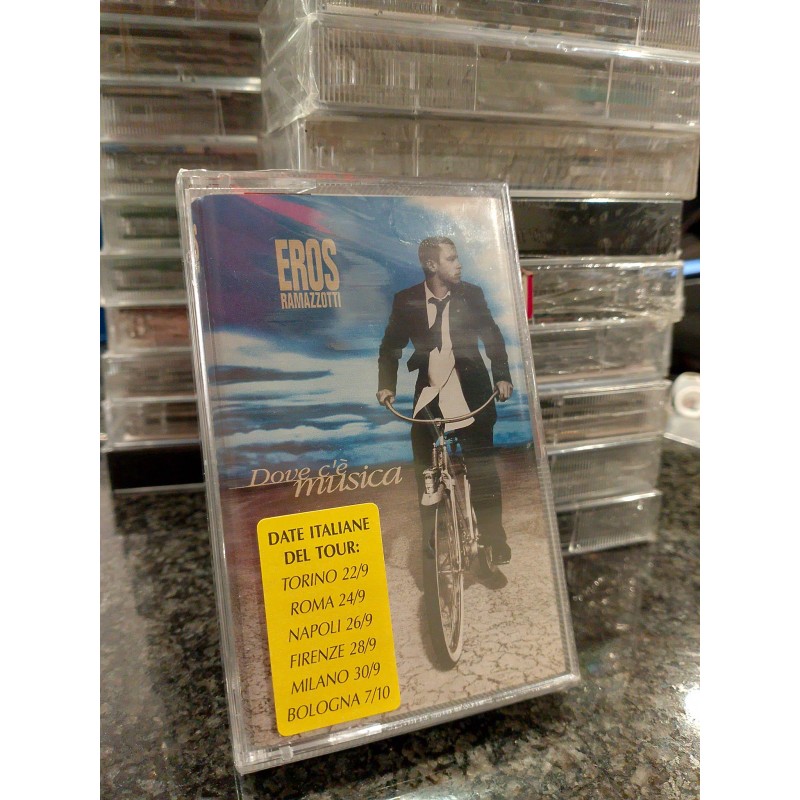 EROS
RAMAZZOTTI
Dove c'è
musica
DATE ITALIANE
DEL TOUR:
TORINO 22/9
ROMA 24/9
NAPOLI 26/9
FIRENZE 28/9
MILANO 30/9
BOLOGNA 7/10